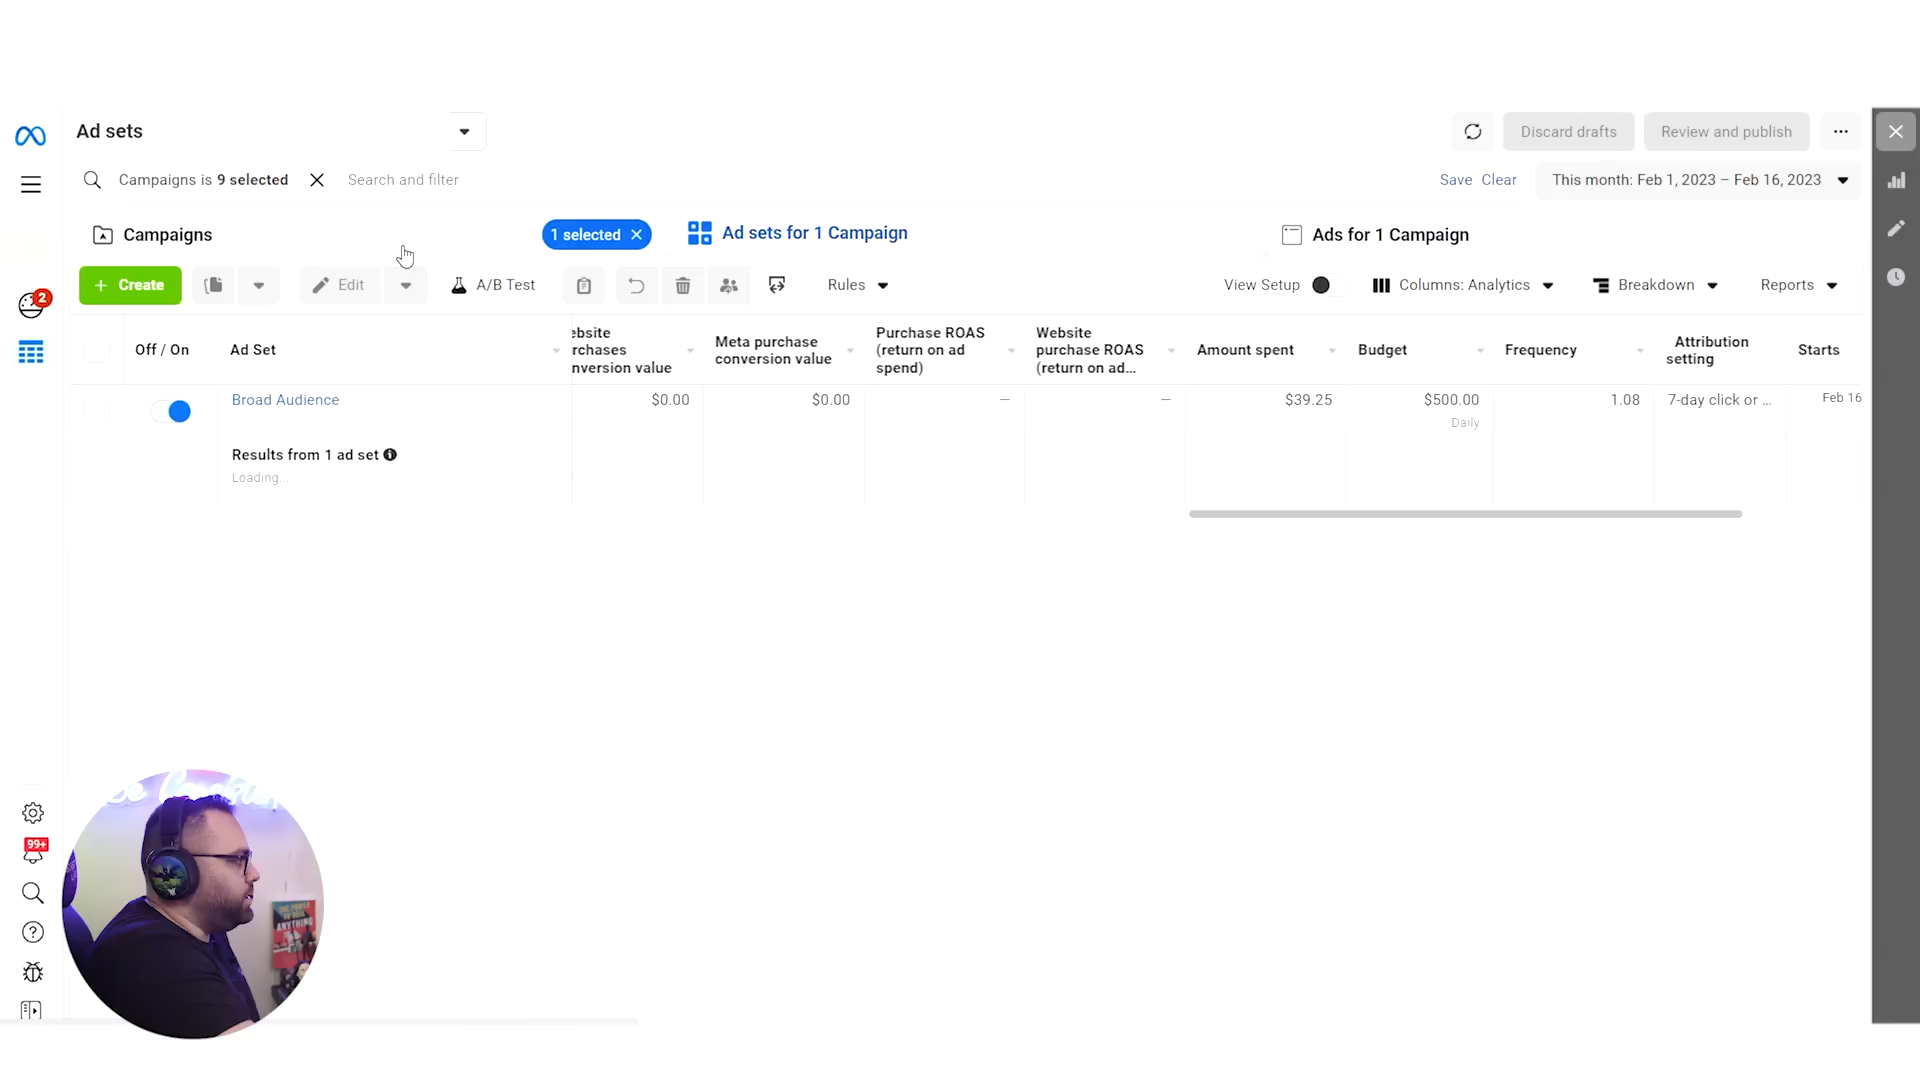 Ad sets
Discard drafts
Review and publish
Campaigns is 9 selected
Search and filter
Save Clear
This month: Feb 1, 2023 – Feb 16, 2023
Campaigns
1 selected
Ad sets for 1 Campaign
Ads for 1 Campaign
2
+ Create
Edit
A/B Test
Rules
View Setup
Columns: Analytics
Breakdown
Reports
Off / On
Ad Set
ebsite
rchases
nversion value
Meta purchase
conversion value
Purchase ROAS
(return on ad
spend)
Website
purchase ROAS
(return on ad...
Amount spent
Budget
Frequency
Attribution
setting
Starts
Broad Audience
$0.00
$0.00
—
—
$39.25
$500.00
Daily
1.08
7-day click or ...
Feb 16
Results from 1 ad set
Loading...
99+
THE POWER
TO SELL
ANYTHING